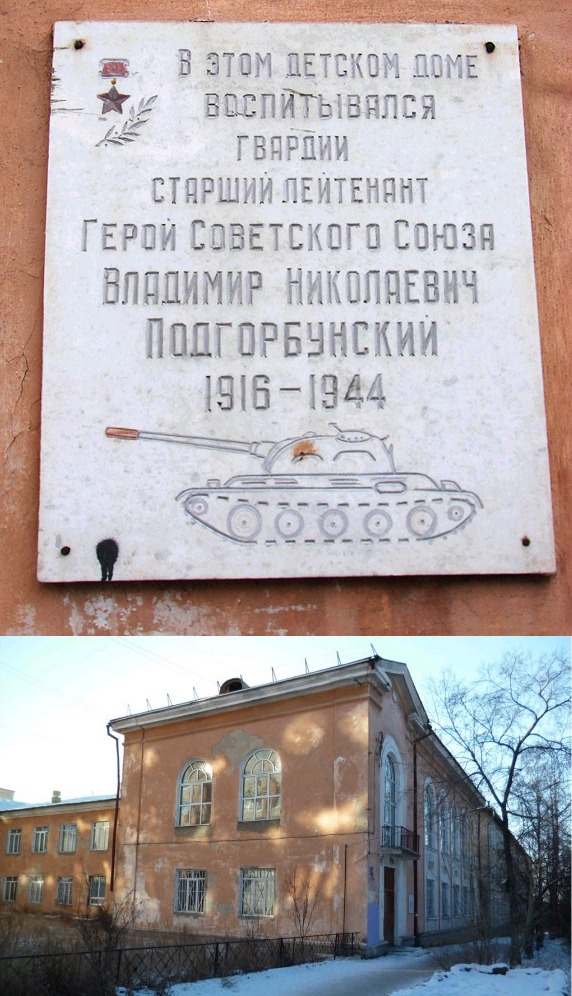 В ЭТОМ ДЕТСКОМ ДОМЕ
ВОСПИТЫВАЛСЯ
ГВАРДИИ
СТАРШИЙ ЛЕЙТЕНАНТ
ГЕРОЙ СОВЕТСКОГО СОЮЗА
ВЛАДИМИР НИКОЛАЕВИЧ
ПОДГОРБУНСКИЙ
1916-1944